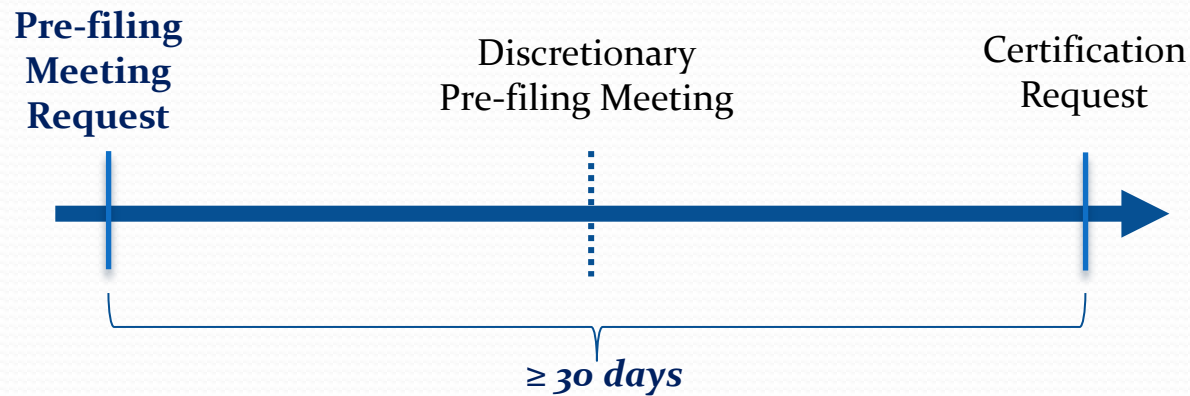 Pre-filing
Meeting
Request
Discretionary
Pre-filing Meeting
Certification
Request
≥ 30 days